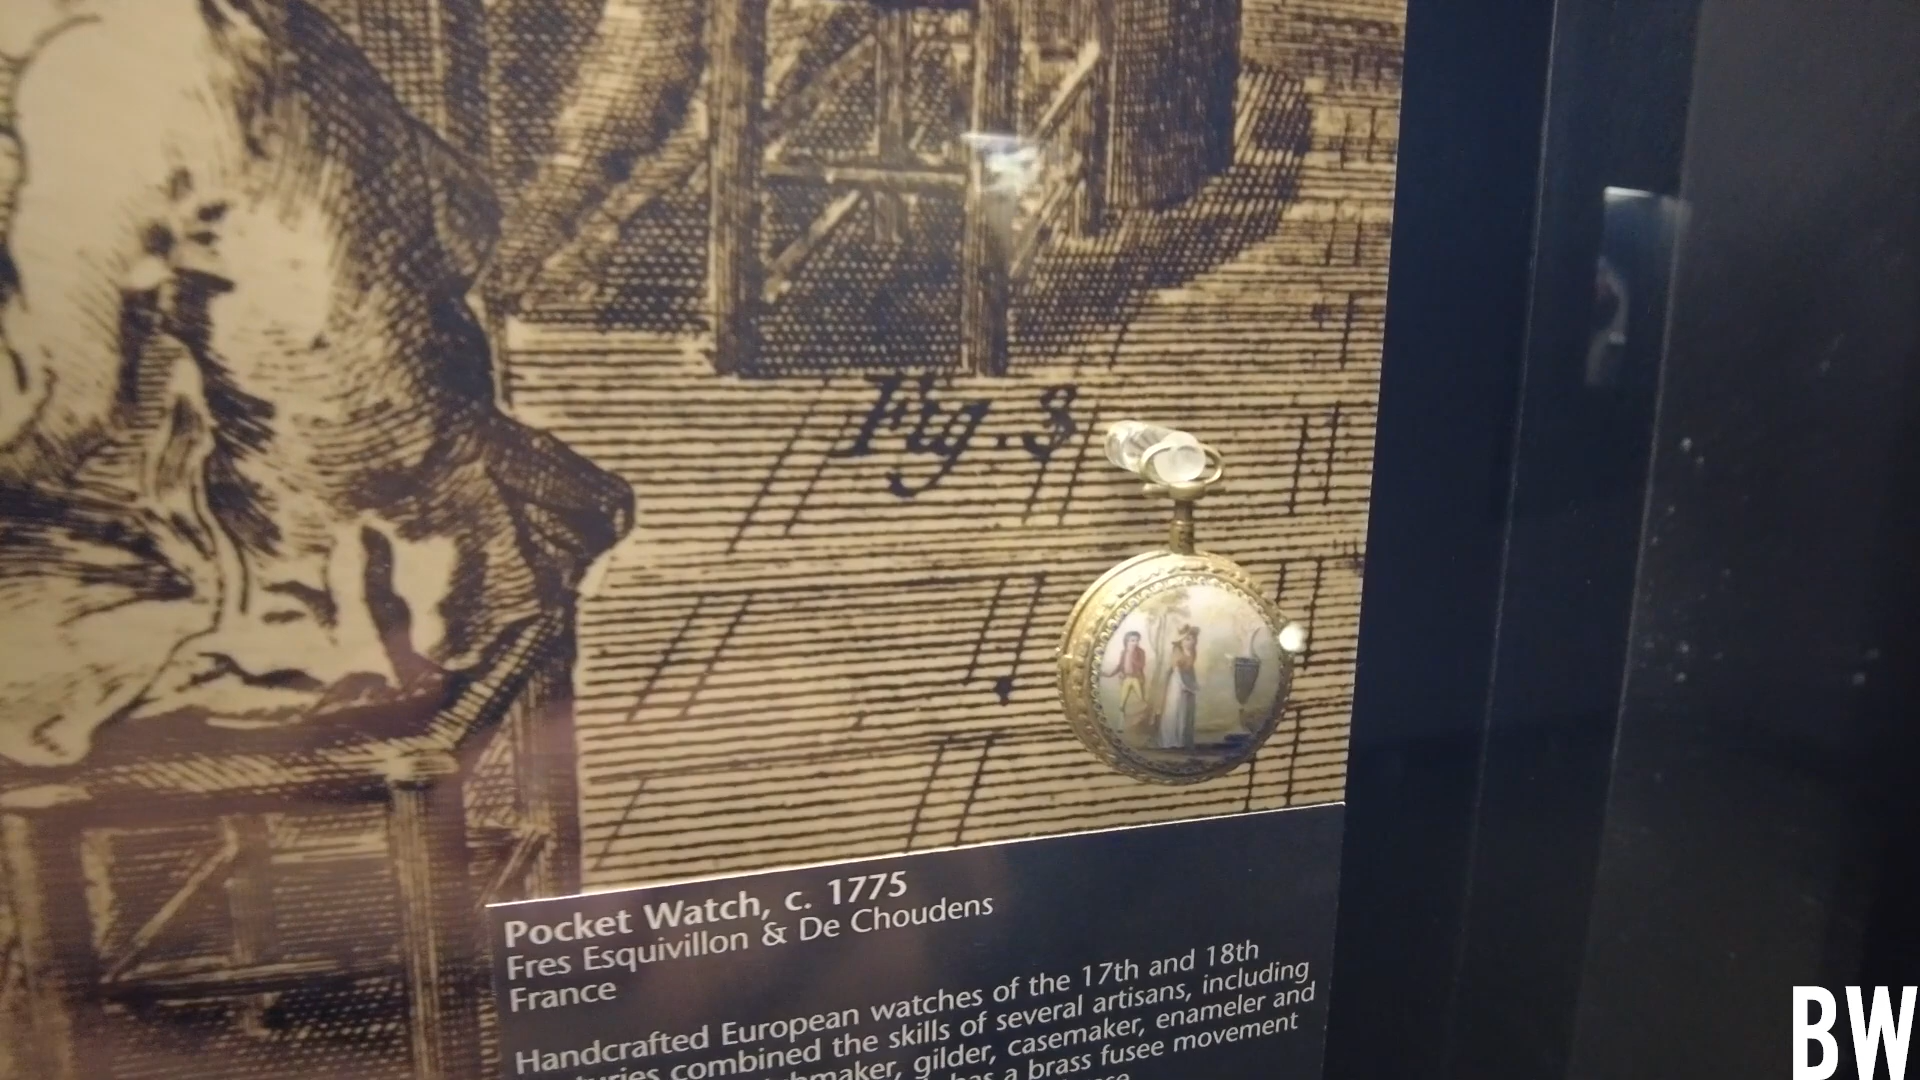 Fig. 3
Pocket Watch, c. 1775
Fres Esquivillon & De Choudens
France
Handcrafted European watches of the 17th and 18th
combined the skills of several artisans, including
gilder, casemaker, enameler and
has a brass fusee movement
BW